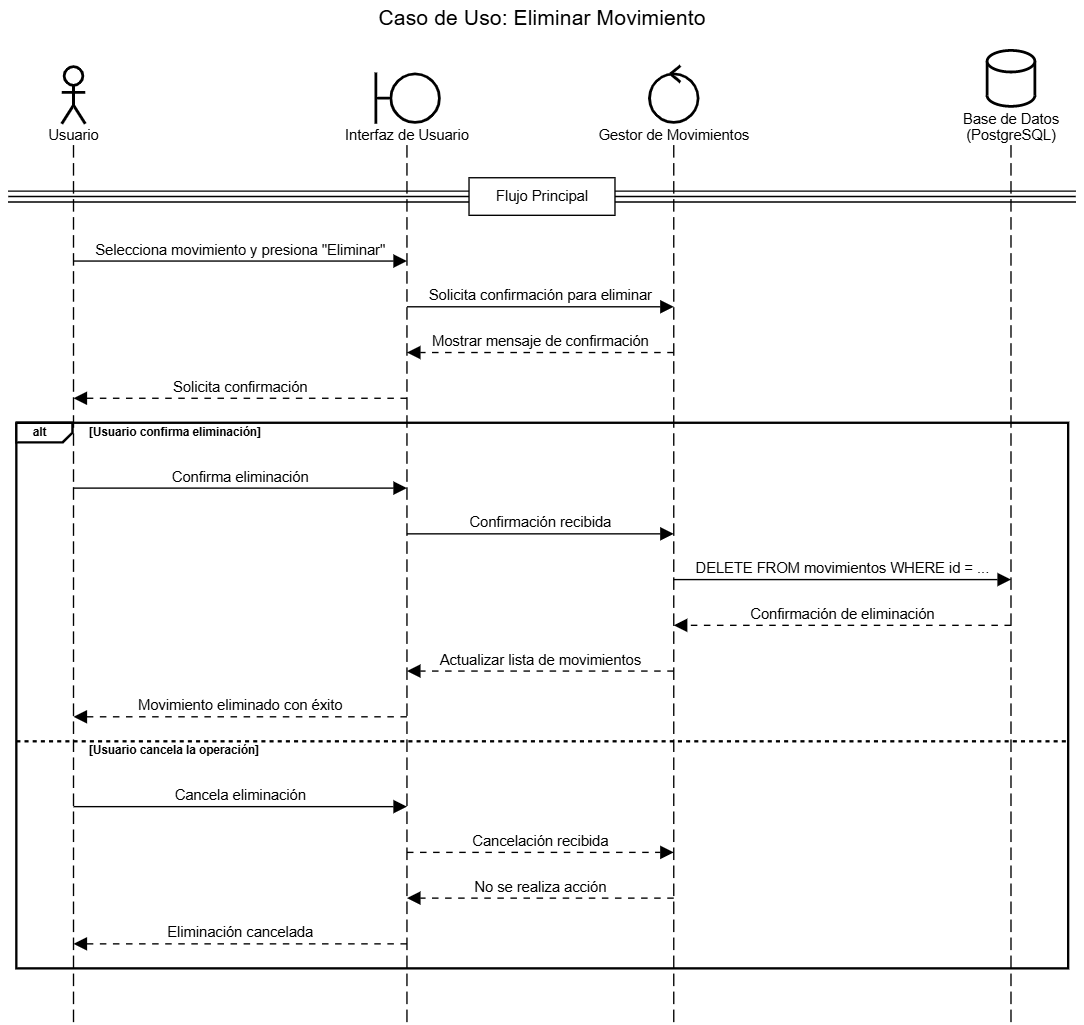 Caso de Uso: Eliminar Movimiento
Usuario
Interfaz de Usuario
Gestor de Movimientos
Base de Datos
(PostgreSQL)
Flujo Principal
Selecciona movimiento y presiona "Eliminar"
Solicita confirmación para eliminar
Mostrar mensaje de confirmación
Solicita confirmación
alt
[Usuario confirma eliminación]
Confirma eliminación
Confirmación recibida
DELETE FROM movimientos WHERE id = ...
Confirmación de eliminación
Actualizar lista de movimientos
Movimiento eliminado con éxito
[Usuario cancela la operación]
Cancela eliminación
Cancelación recibida
No se realiza acción
Eliminación cancelada